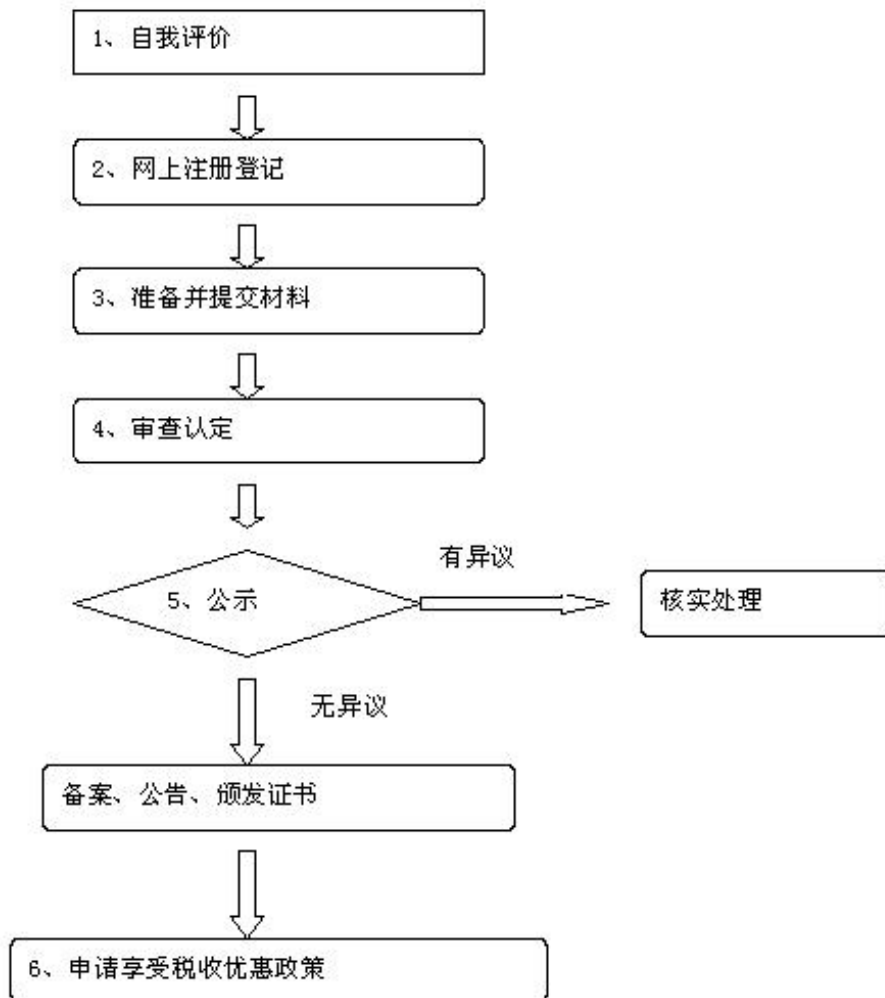 1、自我评价
2、网上注册登记
3、准备并提交材料
4、审查认定
有异议
5、公示
核实处理
无异议
备案、公告、颁发证书
6、申请享受税收优惠政策